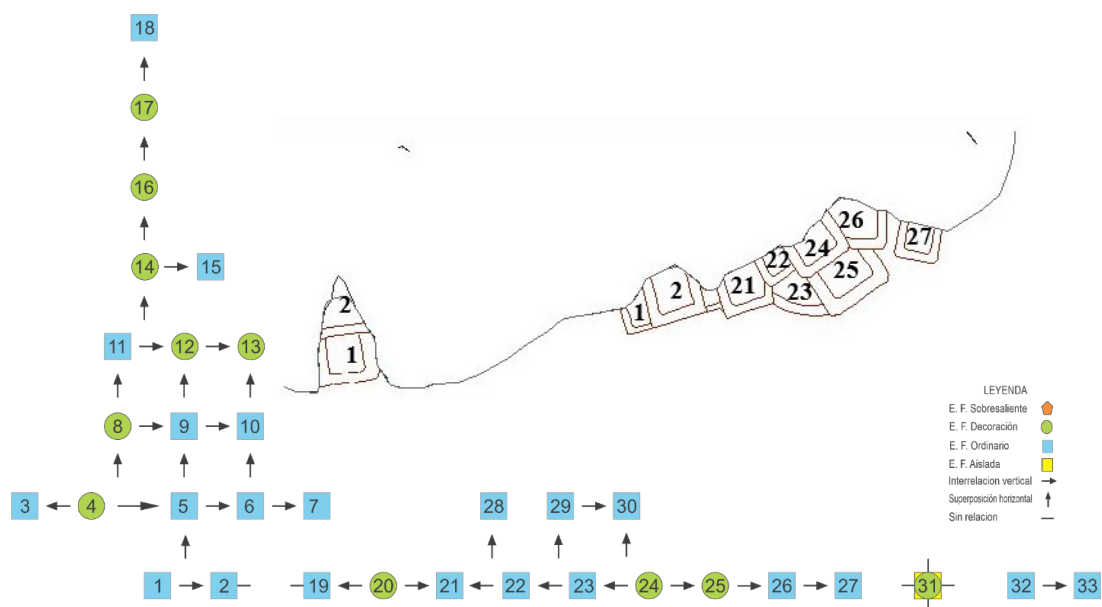 18
17
16
14 15
11 12 13
8 9 10
3 4 5 6 7 28 29 30
1 2 19 20 21 22 23 24 25 26 27 31 32 33
2
1
1 2 21 22 23 24 25 26 27
LEYENDA
E. F. Sobresaliente
E. F. Decoración
E. F. Ordinario
E. F. Aislada
Interrelacion vertical
Superposición horizontal
Sin relacion